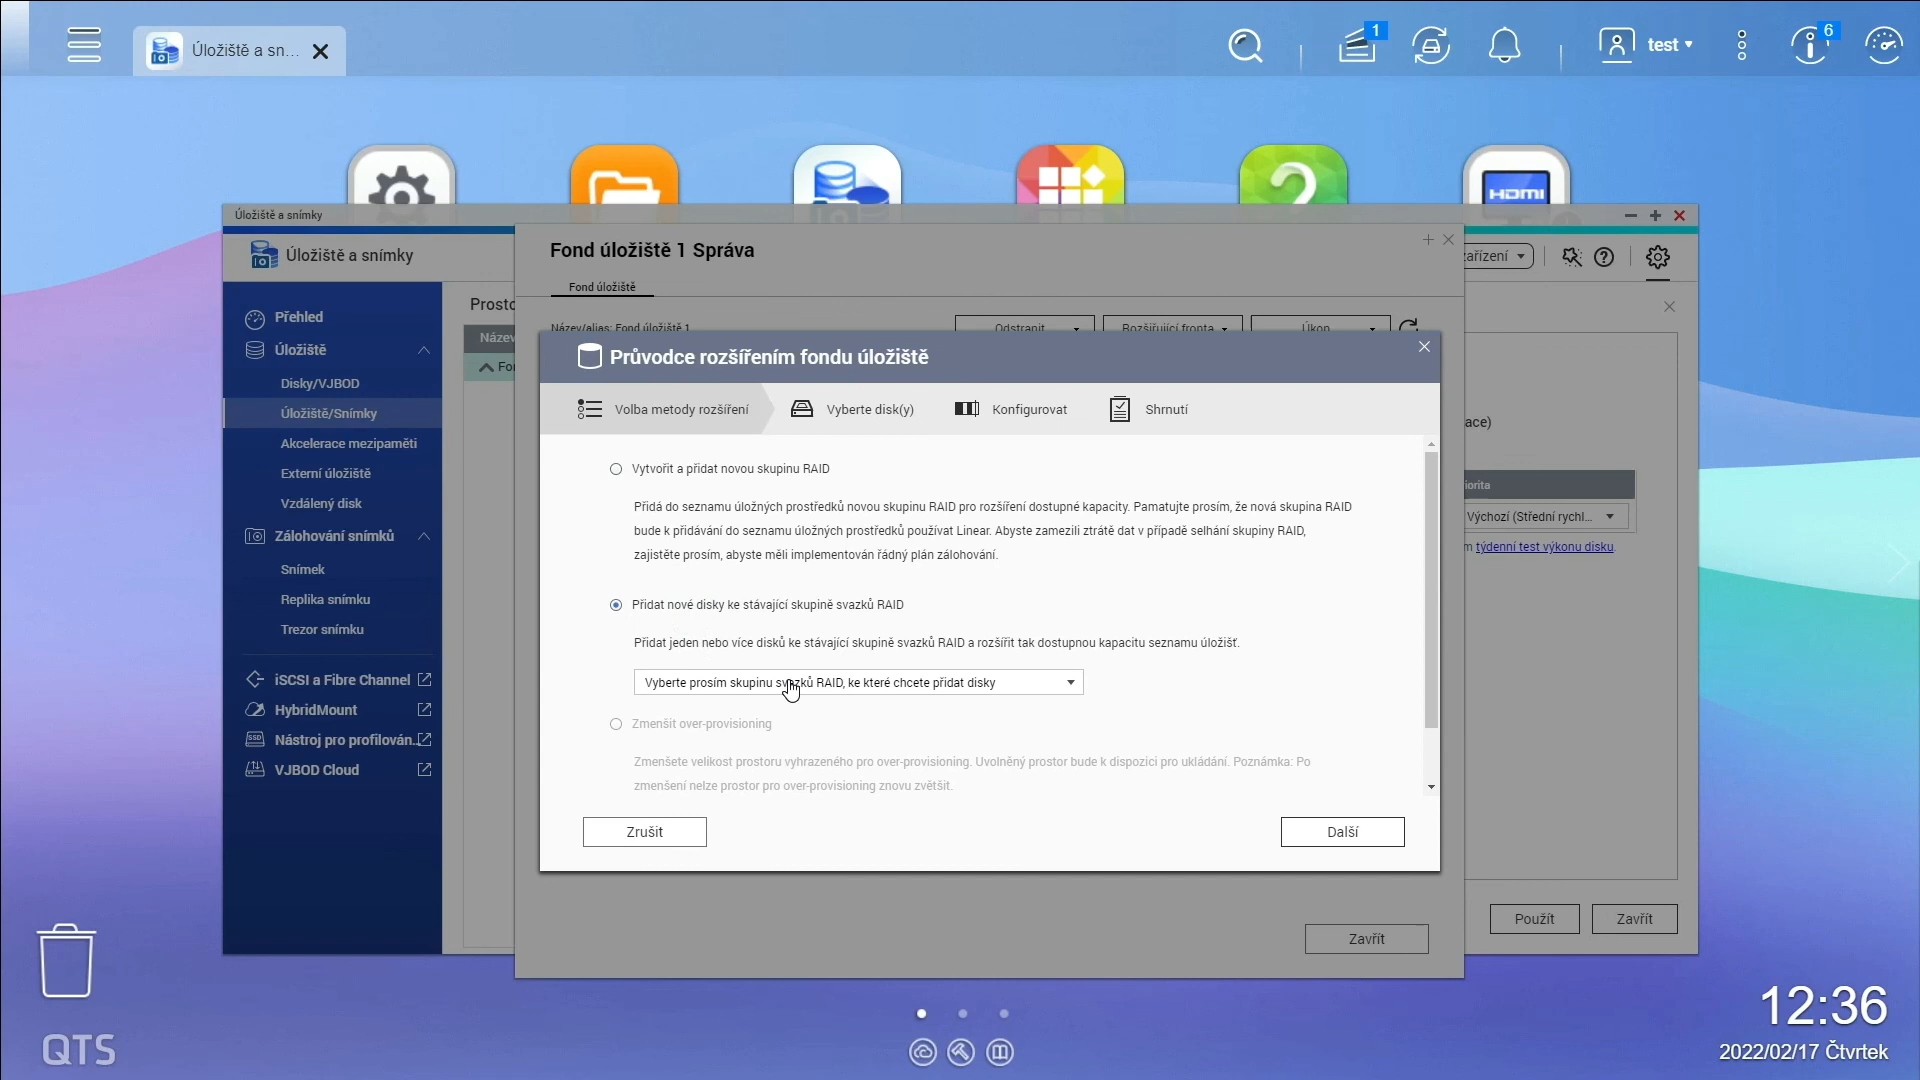 Úložiště a sn...
1
test
6
HDMI
Úložiště a snímky
Úložiště a snímky
Fond úložiště 1 Správa
Fond úložiště
zařízení
Přehled
Úložiště
Disky/VJBOD
Úložiště/Snímky
Akcelerace mezipaměti
Externí úložiště
Vzdálený disk
Zálohování snímků
Snímek
Replika snímku
Trezor snímku
iSCSI a Fibre Channel
HybridMount
Nástroj pro profilován...
VJBOD Cloud
Prosto
Název
For
Název/alias: Fond úložiště 1
Odstranit
Rozšiřující fronta
Úkon
Průvodce rozšířením fondu úložiště
Volba metody rozšíření
Vyberte disk(y)
Konfigurovat
Shrnutí
Vytvořit a přidat novou skupinu RAID
Přidá do seznamu úložných prostředků novou skupinu RAID pro rozšíření dostupné kapacity. Pamatujte prosím, že nová skupina RAID
bude k přidávání do seznamu úložných prostředků používat Linear. Abyste zamezili ztrátě dat v případě selhání skupiny RAID,
zajistěte prosím, abyste měli implementován řádný plán zálohování.
Přidat nové disky ke stávající skupině svazků RAID
Přidat jeden nebo více disků ke stávající skupině svazků RAID a rozšířit tak dostupnou kapacitu seznamu úložišť.
Vyberte prosím skupinu svazků RAID, ke které chcete přidat disky
Zmenšit over-provisioning
Zmenšete velikost prostoru vyhrazeného pro over-provisioning. Uvolněný prostor bude k dispozici pro ukládání. Poznámka: Po
zmenšení nelze prostor pro over-provisioning znovu zvětšit.
Zrušit
Další
ace)
iorita
Výchozí (Střední rychl...
m týdenní test výkonu disku.
Použít
Zavřít
Zavřít
QTS
12:36
2022/02/17 Čtvrtek